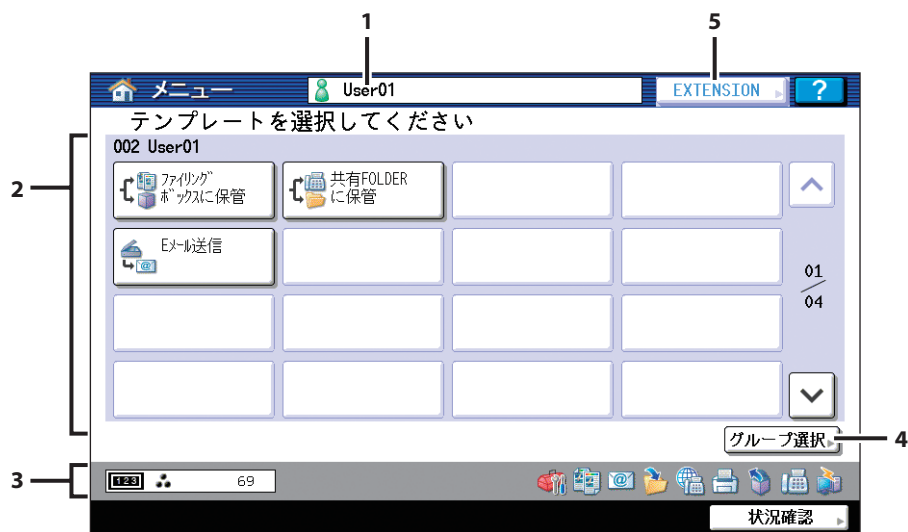 1
5
メニュー
User01
EXTENSION
?
テンプレートを選択してください
2
002 User01
ファイリング
ボックスに保管
共有FOLDER
に保管
Eメール送信
01
04
グループ選択
4
3
123
69
状況確認